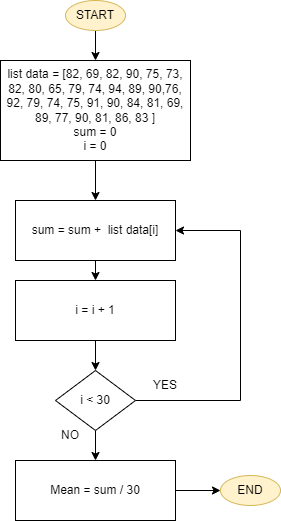 START
list data = [82, 69, 82, 90, 75, 73,
82, 80, 65, 79, 74, 94, 89, 90,76,
92, 79, 74, 75, 91, 90, 84, 81, 69,
89, 77, 90, 81, 86, 83 ]
sum = 0
i = 0
sum = sum +  list data[i]
i = i + 1
i < 30
YES
NO
Mean = sum / 30
END